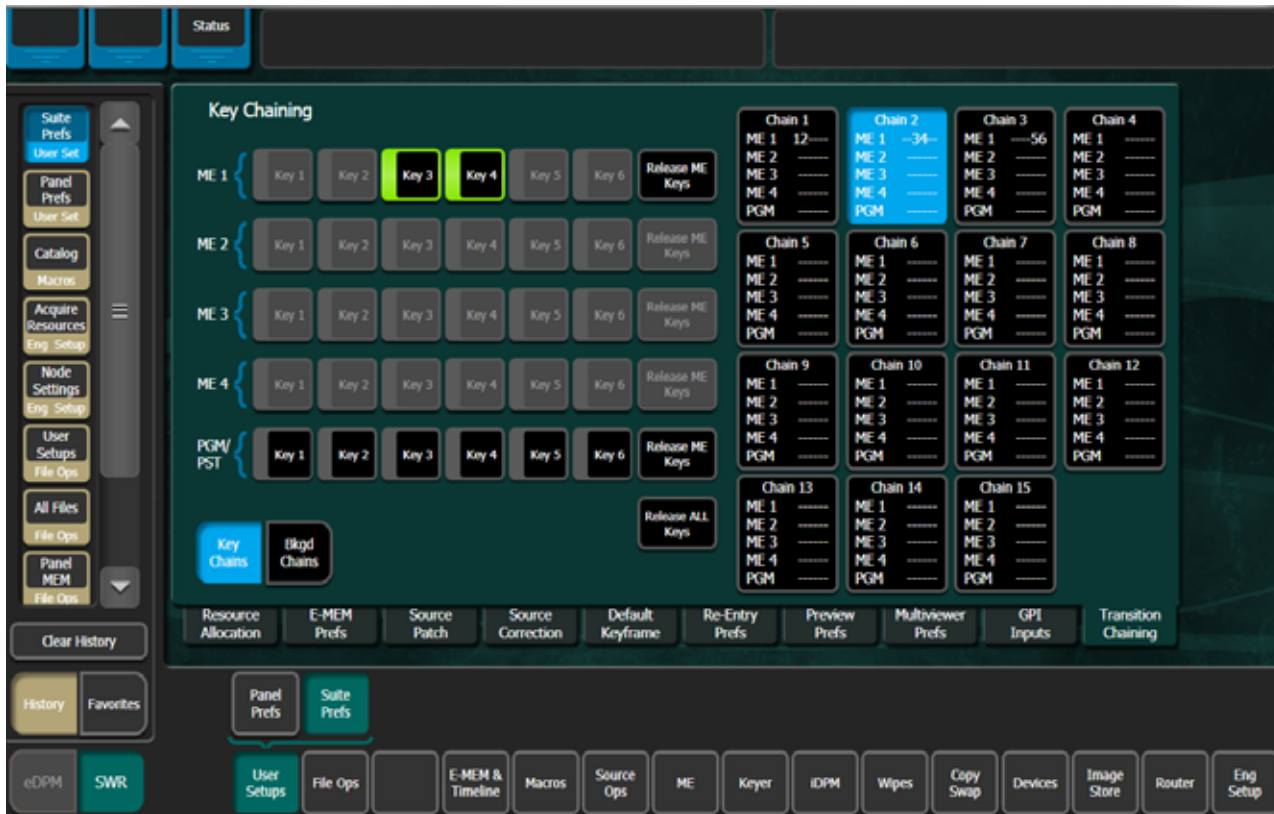 Status
Suite
Prefs
User Set
Panel
Prefs
User Set
Catalog
Macros
Acquire
Resources
Eng Setup
Node
Settings
Eng Setup
User
Setups
File Ops
All Files
File Ops
Panel
MEM
File Ops
Clear History
History Favorites
eDPM SWR
Key Chaining
ME 1 { Key 1 Key 2 Key 3 Key 4 Key 5 Key 6 Release ME
Keys
ME 2 { Key 1 Key 2 Key 3 Key 4 Key 5 Key 6 Release ME
Keys
ME 3 { Key 1 Key 2 Key 3 Key 4 Key 5 Key 6 Release ME
Keys
ME 4 { Key 1 Key 2 Key 3 Key 4 Key 5 Key 6 Release ME
Keys
PGM/
PST { Key 1 Key 2 Key 3 Key 4 Key 5 Key 6 Release ME
Keys
Release ALL
Keys
Key
Chains
Bkgd
Chains
Chain 1
ME 1 12----
ME 2 ------
ME 3 ------
ME 4 ------
PGM ------
Chain 2
ME 1 --34--
ME 2 ------
ME 3 ------
ME 4 ------
PGM ------
Chain 3
ME 1 ----56
ME 2 ------
ME 3 ------
ME 4 ------
PGM ------
Chain 4
ME 1 ------
ME 2 ------
ME 3 ------
ME 4 ------
PGM ------
Chain 5
ME 1 ------
ME 2 ------
ME 3 ------
ME 4 ------
PGM ------
Chain 6
ME 1 ------
ME 2 ------
ME 3 ------
ME 4 ------
PGM ------
Chain 7
ME 1 ------
ME 2 ------
ME 3 ------
ME 4 ------
PGM ------
Chain 8
ME 1 ------
ME 2 ------
ME 3 ------
ME 4 ------
PGM ------
Chain 9
ME 1 ------
ME 2 ------
ME 3 ------
ME 4 ------
PGM ------
Chain 10
ME 1 ------
ME 2 ------
ME 3 ------
ME 4 ------
PGM ------
Chain 11
ME 1 ------
ME 2 ------
ME 3 ------
ME 4 ------
PGM ------
Chain 12
ME 1 ------
ME 2 ------
ME 3 ------
ME 4 ------
PGM ------
Chain 13
ME 1 ------
ME 2 ------
ME 3 ------
ME 4 ------
PGM ------
Chain 14
ME 1 ------
ME 2 ------
ME 3 ------
ME 4 ------
PGM ------
Chain 15
ME 1 ------
ME 2 ------
ME 3 ------
ME 4 ------
PGM ------
Resource
Allocation
E-MEM
Prefs
Source
Patch
Source
Correction
Default
Keyframe
Re-Entry
Prefs
Preview
Prefs
Multiviewer
Prefs
GPI
Inputs
Transition
Chaining
Panel
Prefs
Suite
Prefs
User
Setups
File Ops
E-MEM &
Timeline
Macros
Source
Ops
ME
Keyer
iDPM
Wipes
Copy
Swap
Devices
Image
Store
Router
Eng
Setup